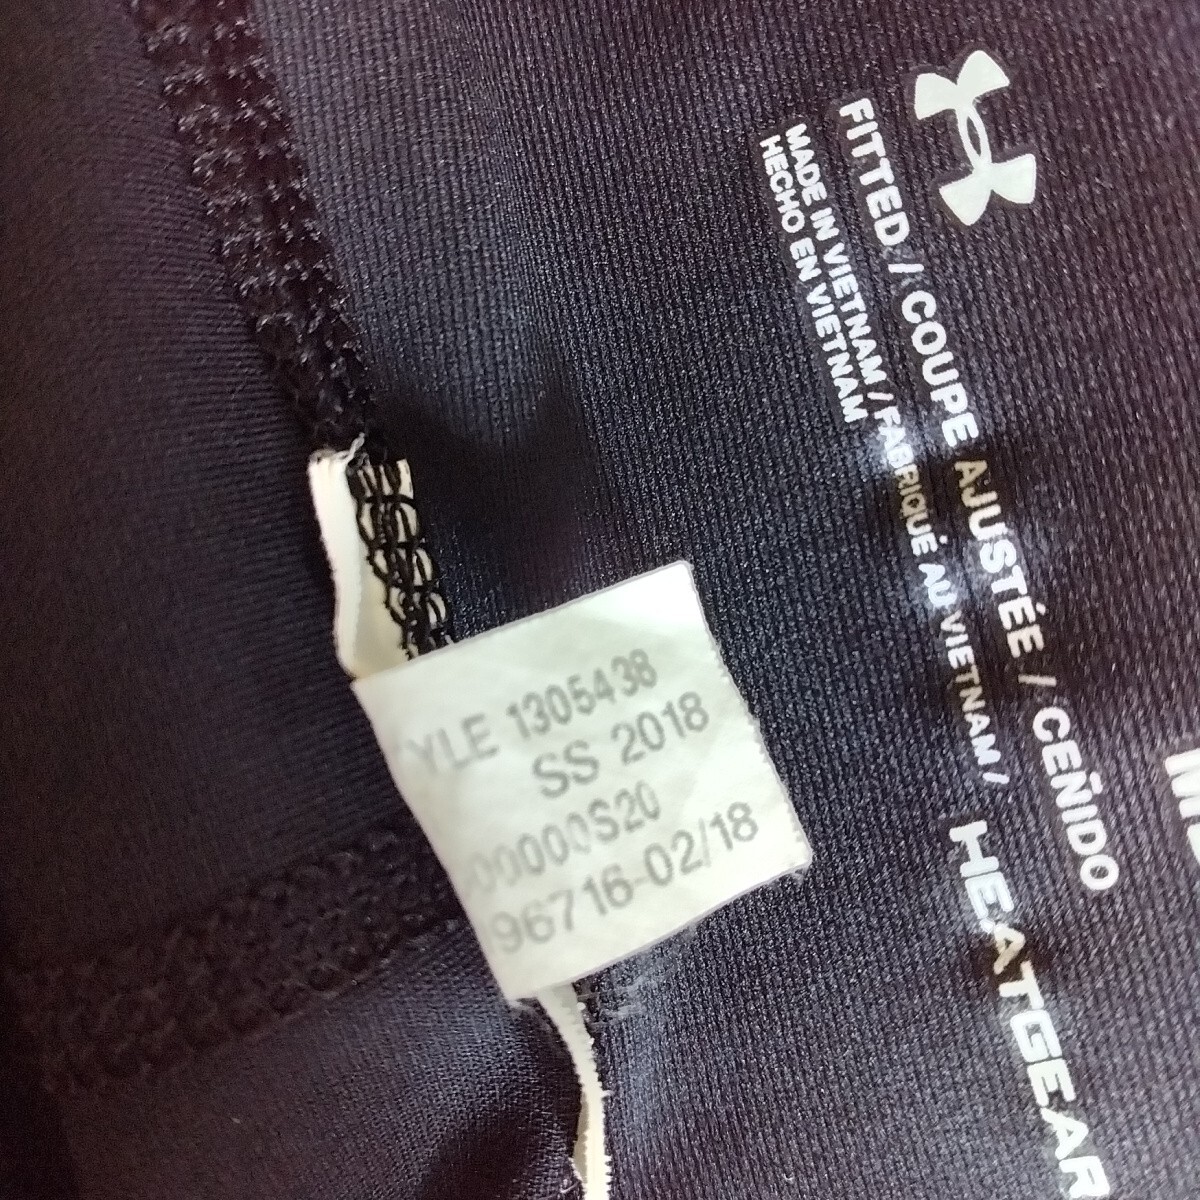 FITTED / COUPE AJUSTÉE / CEÑIDO
MADE IN VIETNAM / FABRIQUÉ AU VIETNAM /
HECHO EN VIETNAM
HEATGEAR
YLE 1305438
SS 2018
00000S20
96716-02/18